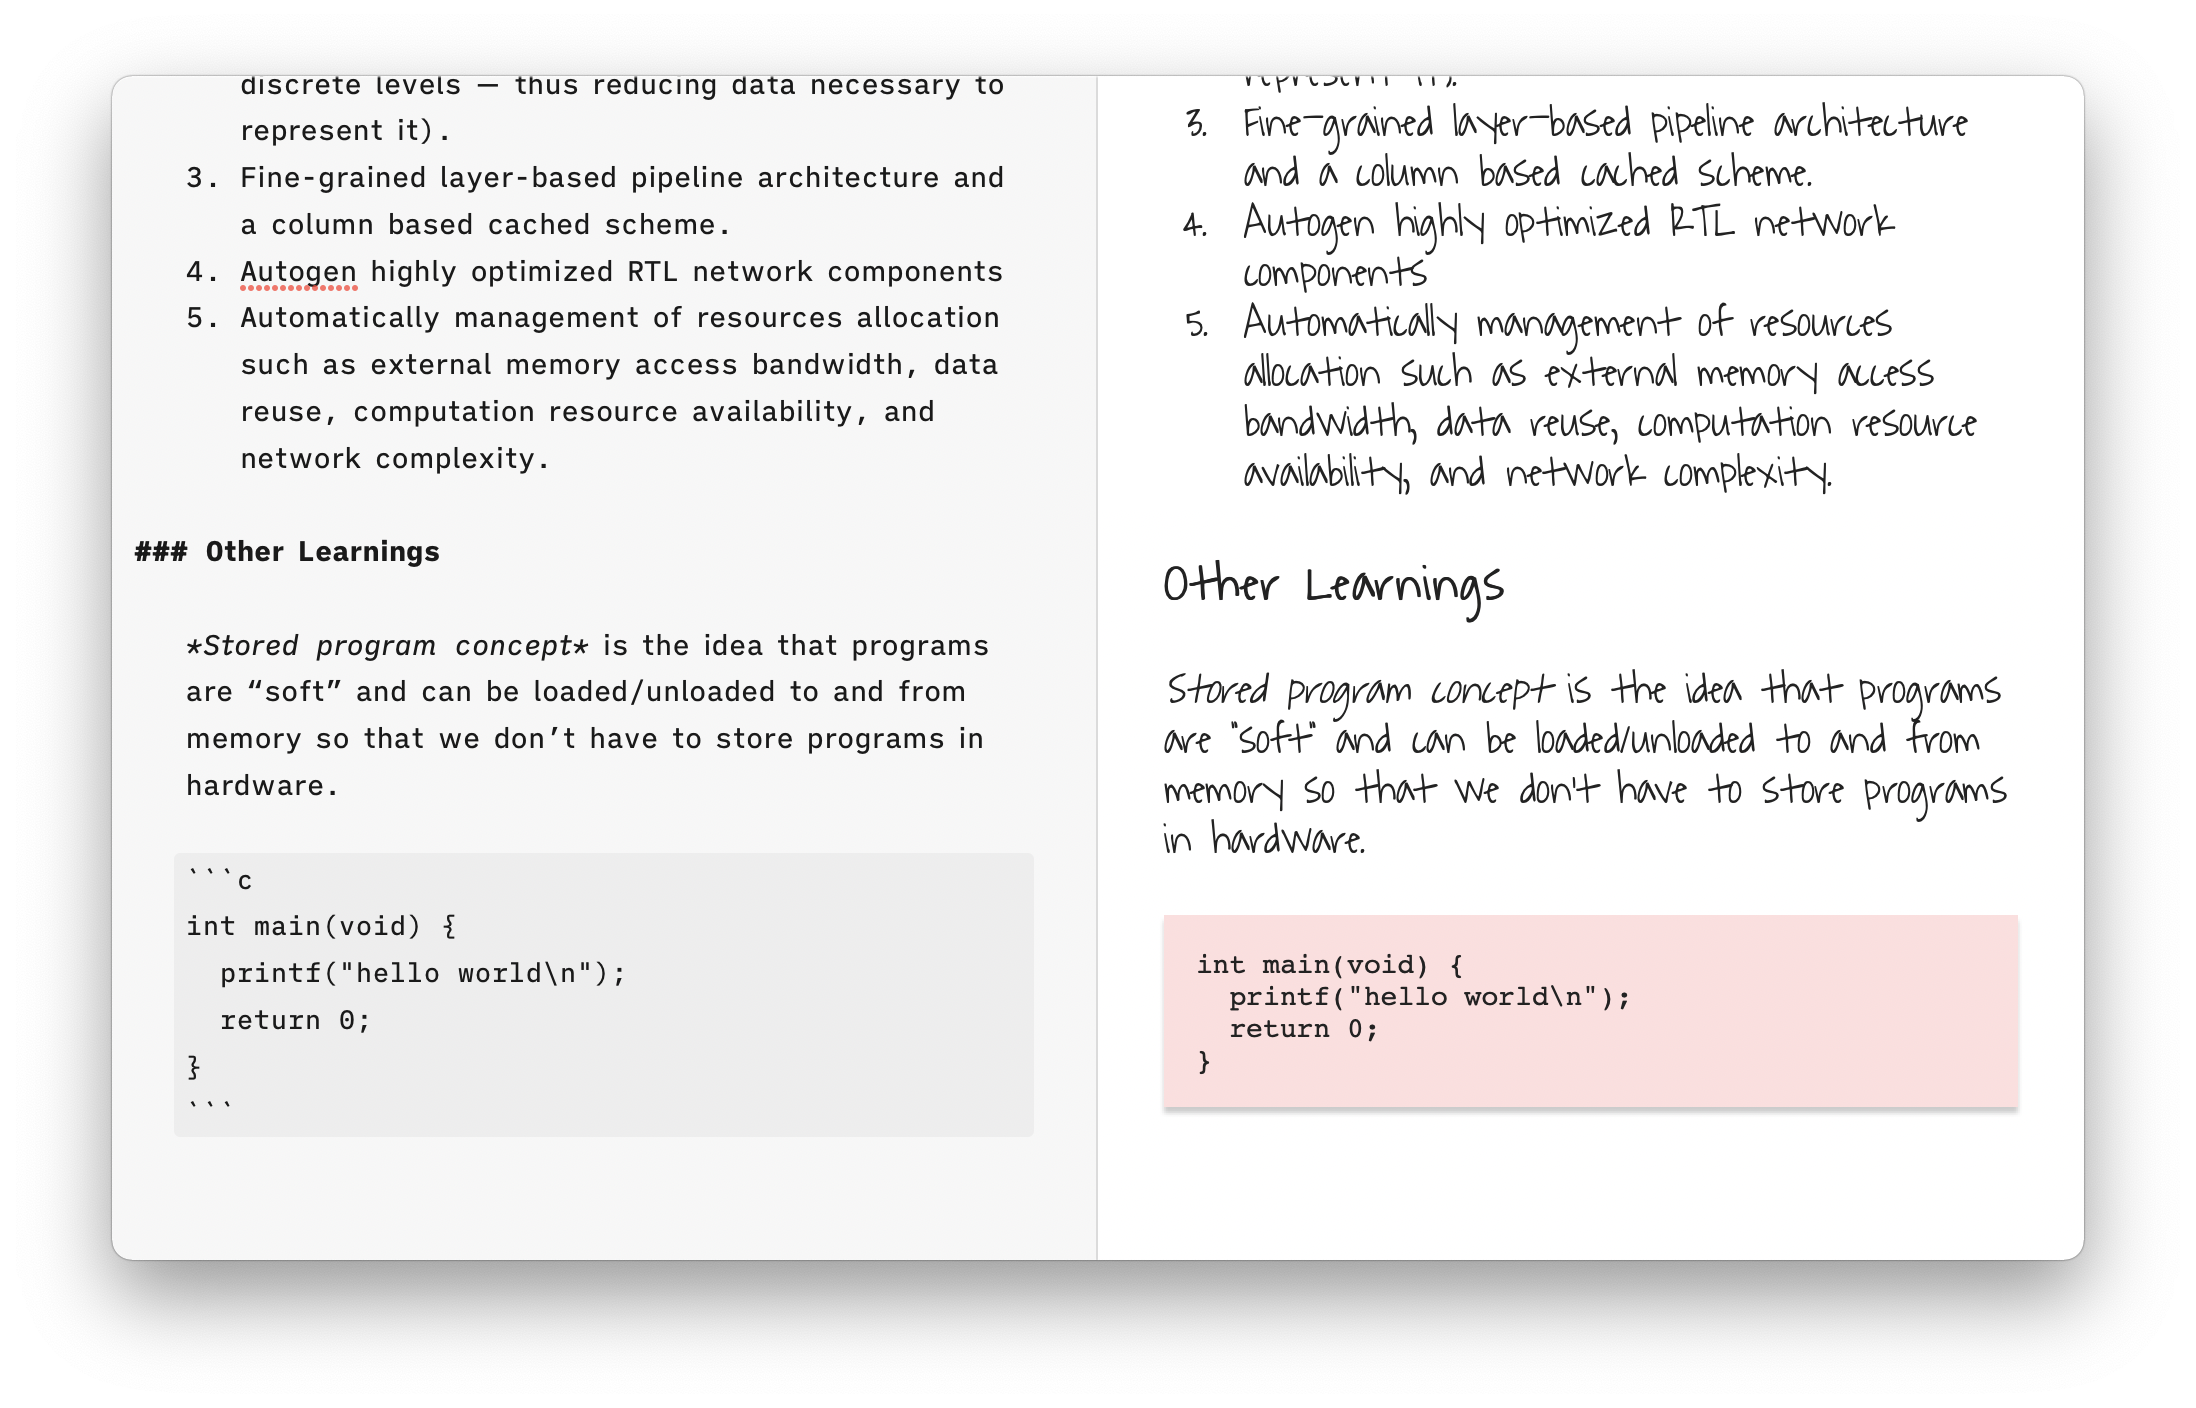 discrete levels — thus reducing data necessary to
represent it).
3. Fine-grained layer-based pipeline architecture and
a column based cached scheme.
4. Autogen highly optimized RTL network components
5. Automatically management of resources allocation
such as external memory access bandwidth, data
reuse, computation resource availability, and
network complexity.
### Other Learnings
*Stored program concept* is the idea that programs
are “soft” and can be loaded/unloaded to and from
memory so that we don’t have to store programs in
hardware.
```c
int main(void) {
  printf("hello world\n");
  return 0;
}
```
represent it).
3. Fine-grained layer-based pipeline architecture
and a column based cached scheme.
4. Autogen highly optimized RTL network
components
5. Automatically management of resources
allocation such as external memory access
bandwidth, data reuse, computation resource
availability, and network complexity.
Other Learnings
Stored program concept is the idea that programs
are "soft" and can be loaded/unloaded to and from
memory so that we don't have to store programs
in hardware.
int main(void) {
  printf("hello world\n");
  return 0;
}